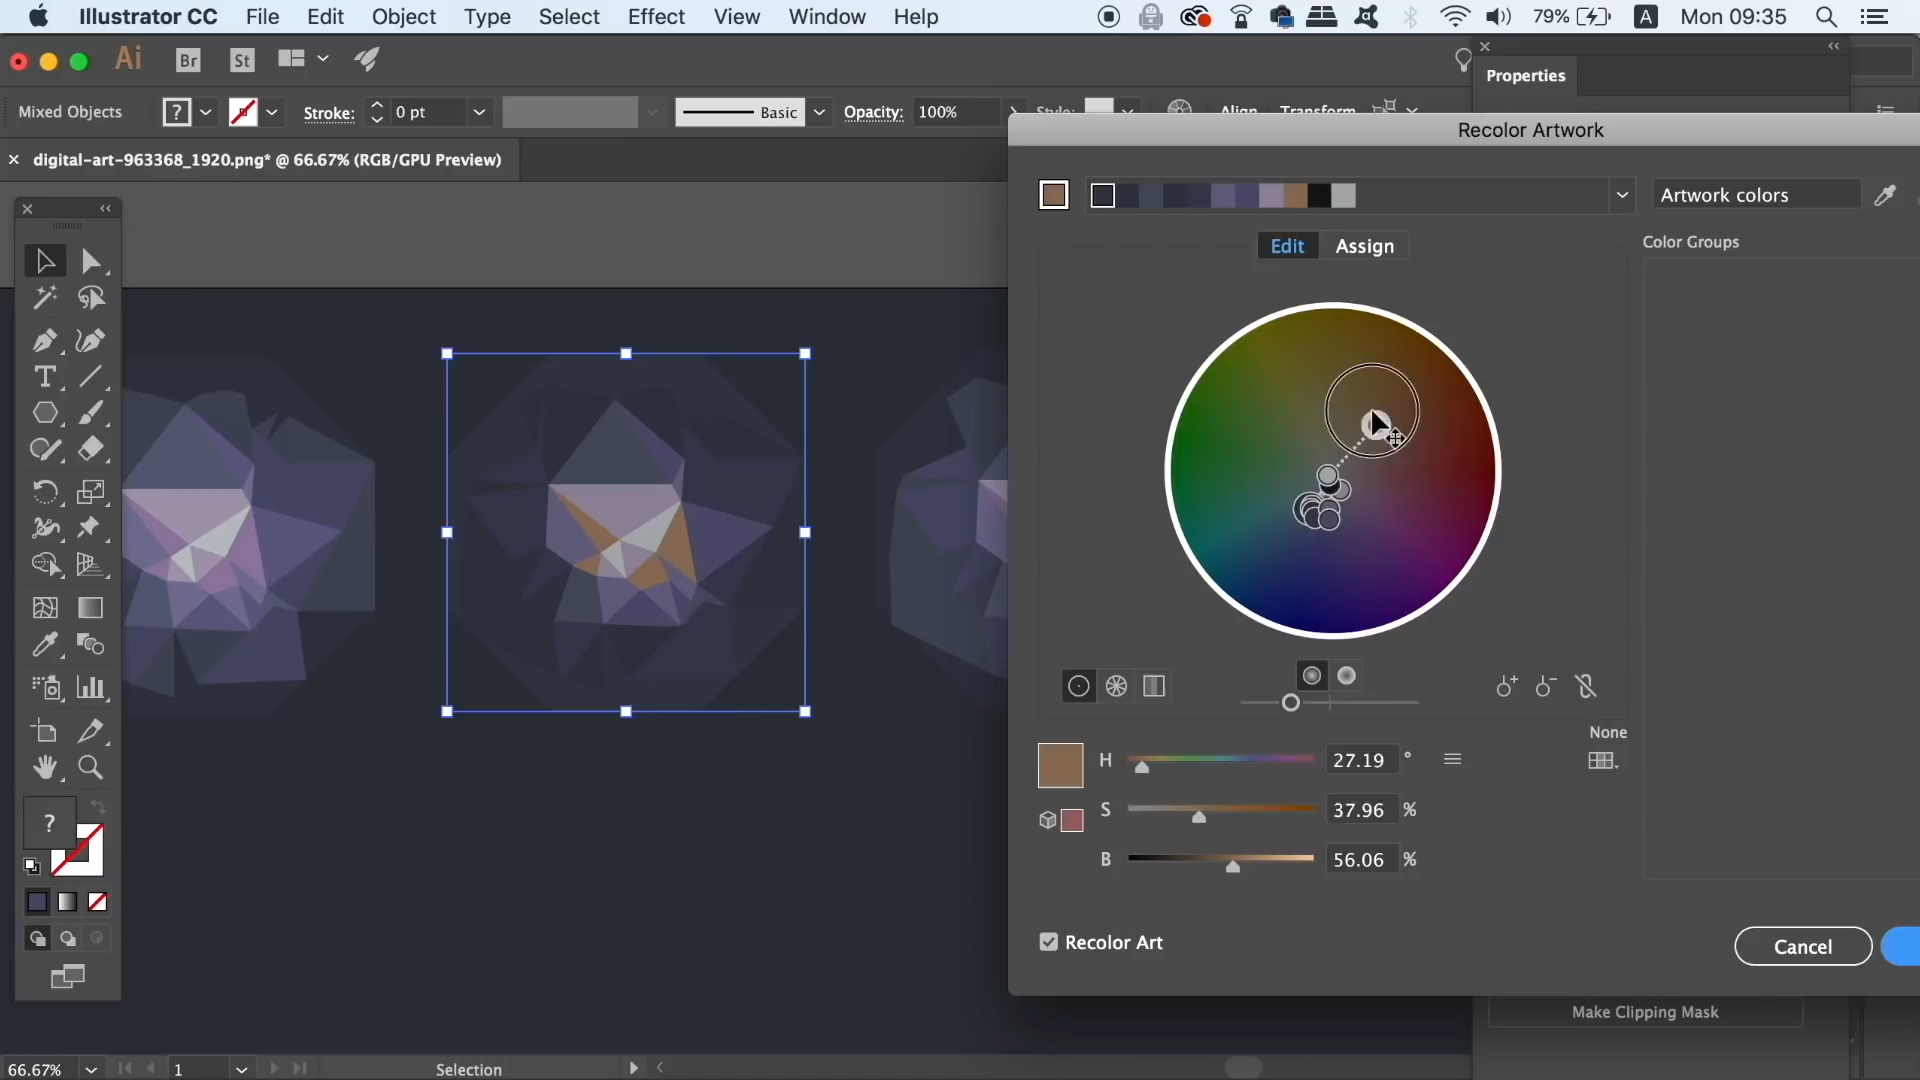 Illustrator CC File Edit Object Type Select Effect View Window Help 79% A Mon 09:35
Ai Br St
Properties
Mixed Objects ? Stroke: 0 pt Basic Opacity: 100% Style: Align Transform
Recolor Artwork
digital-art-963368_1920.png* @ 66.67% (RGB/GPU Preview)
Artwork colors
Edit Assign
Color Groups
T
None
H 27.19 °
S 37.96 %
?
B 56.06 %
Recolor Art
Cancel
Make Clipping Mask
66.67% 1 Selection